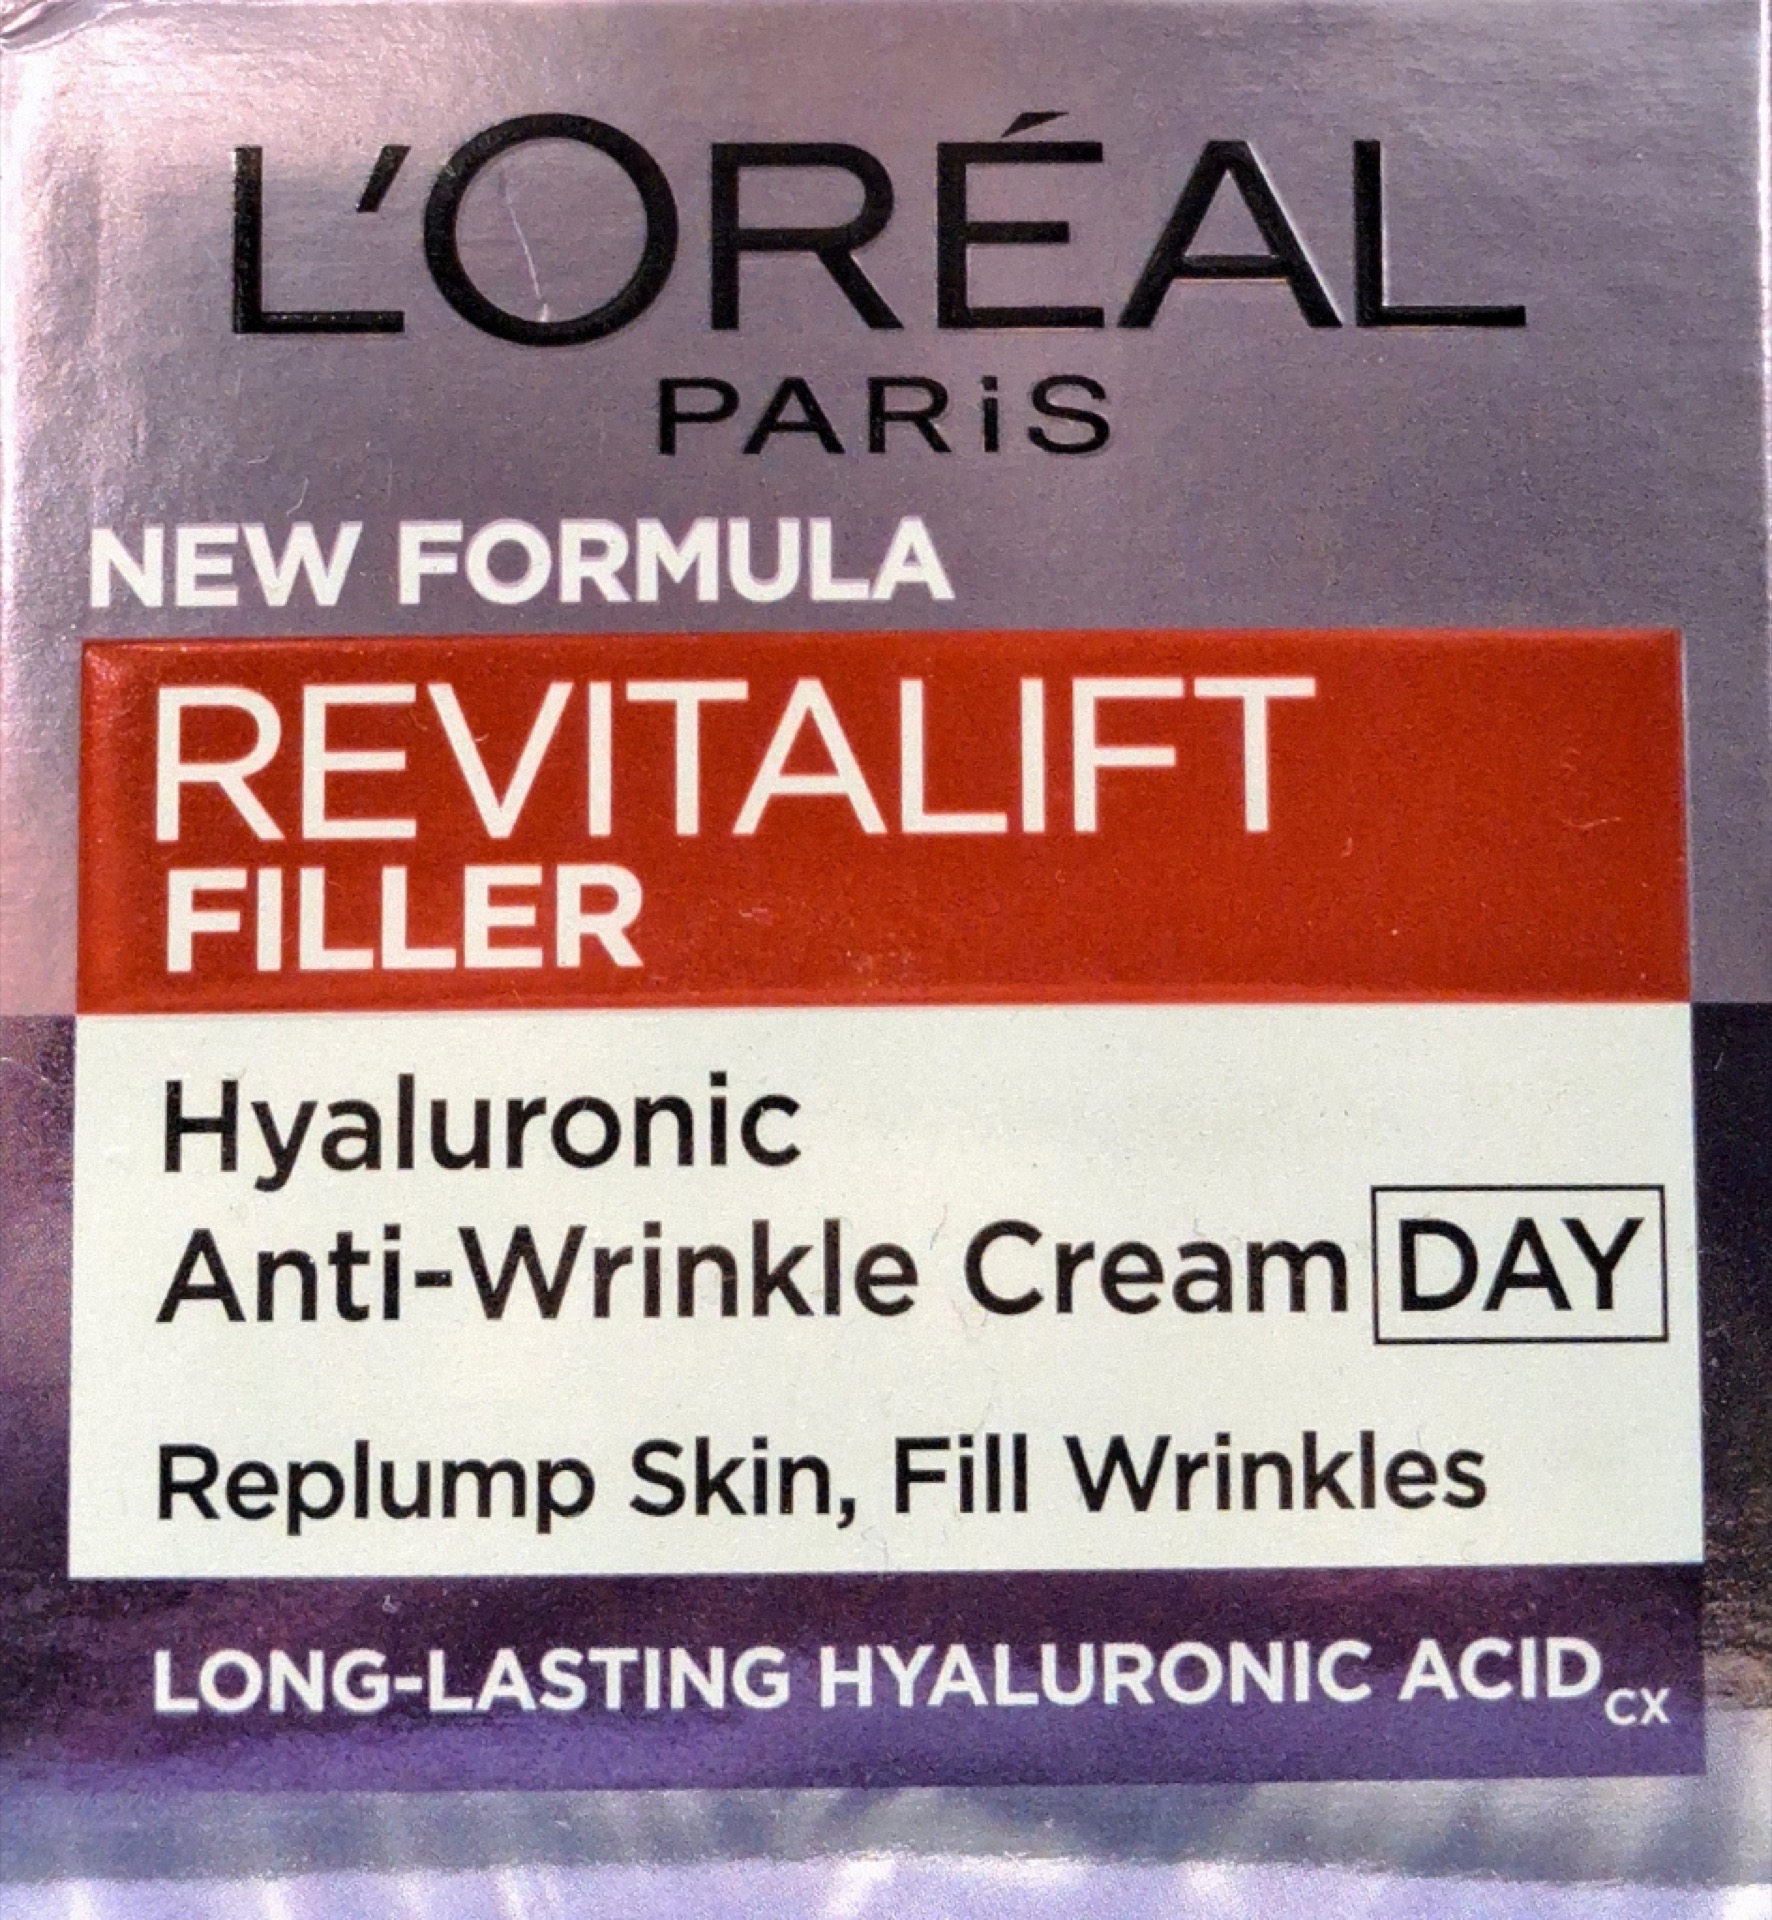 L'ORÉAL
PARiS
NEW FORMULA
REVITALIFT
FILLER
Hyaluronic
Anti-Wrinkle Cream DAY
Replump Skin, Fill Wrinkles
LONG-LASTING HYALURONIC ACID CX